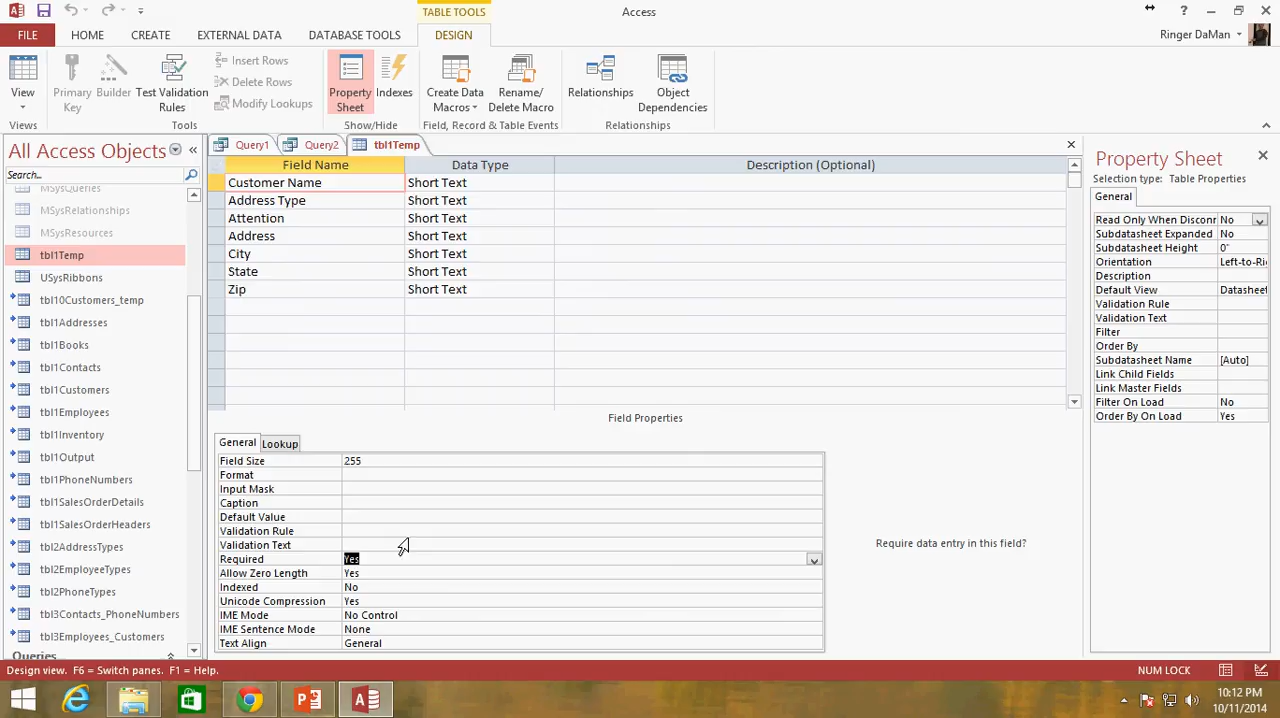 TABLE TOOLS
Access
?
FILE
HOME
CREATE
EXTERNAL DATA
DATABASE TOOLS
DESIGN
Ringer DaMan
View
Primary Key
Builder
Test Validation Rules
Insert Rows
Delete Rows
Modify Lookups
Property Sheet
Indexes
Create Data Macros
Rename/ Delete Macro
Relationships
Object Dependencies
Views
Tools
Show/Hide
Field, Record & Table Events
Relationships
All Access Objects
Search...
MSysQueries
MSysRelationships
MSysResources
tbl1Temp
USysRibbons
tbl10Customers_temp
tbl1Addresses
tbl1Books
tbl1Contacts
tbl1Customers
tbl1Employees
tbl1Inventory
tbl1Output
tbl1PhoneNumbers
tbl1SalesOrderDetails
tbl1SalesOrderHeaders
tbl2AddressTypes
tbl2EmployeeTypes
tbl2PhoneTypes
tbl3Contacts_PhoneNumbers
tbl3Employees_Customers
Queries
Query1
Query2
tbl1Temp
Field Name Data Type Description (Optional)
Customer Name Short Text
Address Type Short Text
Attention Short Text
Address Short Text
City Short Text
State Short Text
Zip Short Text
Field Properties
General Lookup
Field Size 255
Format
Input Mask
Caption
Default Value
Validation Rule
Validation Text
Required Yes
Allow Zero Length Yes
Indexed No
Unicode Compression Yes
IME Mode No Control
IME Sentence Mode None
Text Align General
Require data entry in this field?
Property Sheet
Selection type: Table Properties
General
Read Only When Disconr No
Subdatasheet Expanded No
Subdatasheet Height 0"
Orientation Left-to-Ri
Description
Default View Datasheet
Validation Rule
Validation Text
Filter
Order By
Subdatasheet Name [Auto]
Link Child Fields
Link Master Fields
Filter On Load No
Order By On Load Yes
Design view. F6 = Switch panes. F1 = Help.
NUM LOCK
10:12 PM
10/11/2014